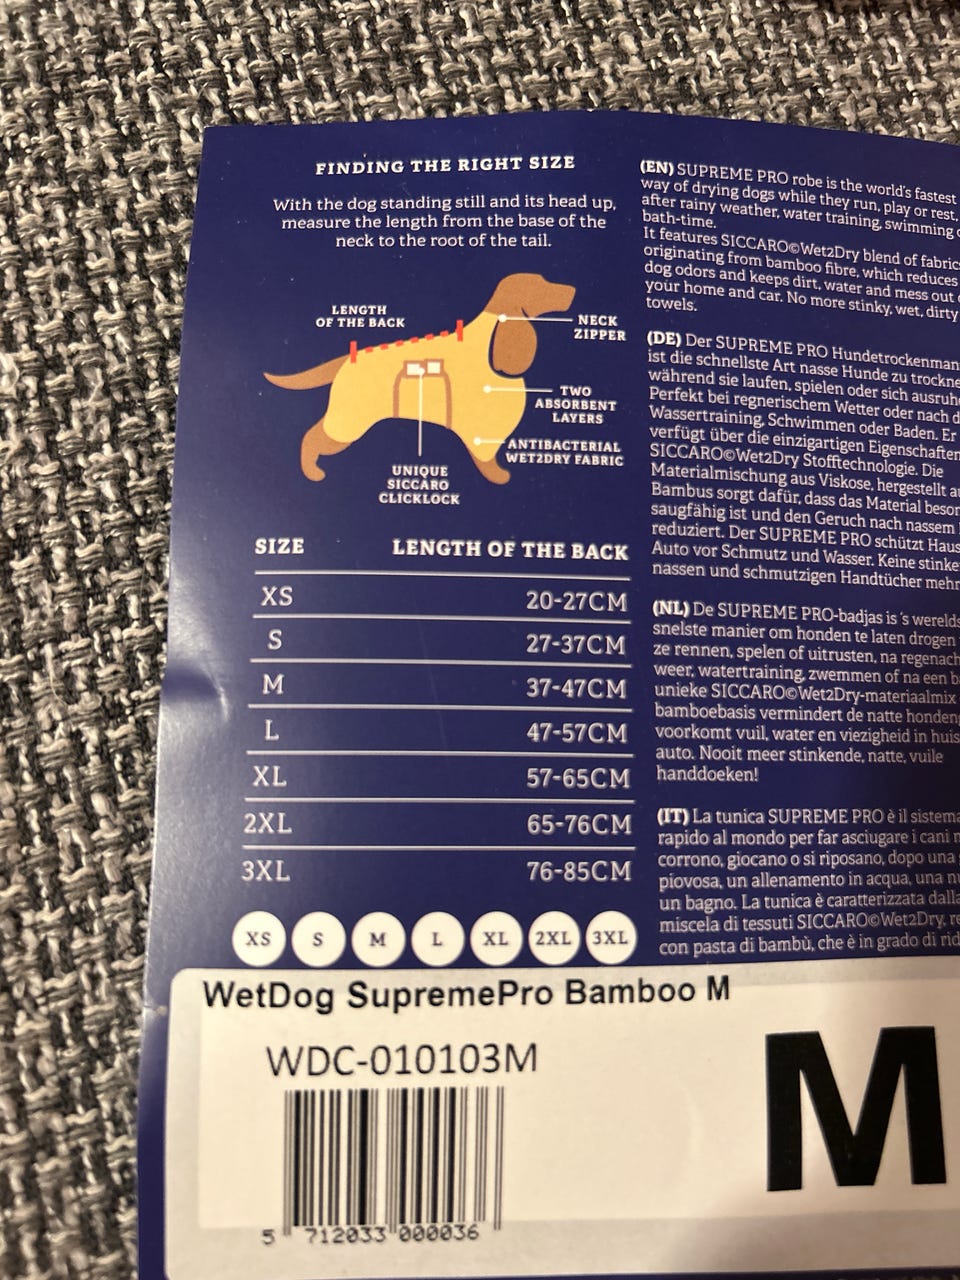 FINDING THE RIGHT SIZE
With the dog standing still and its head up,
measure the length from the base of the
neck to the root of the tail.
LENGTH
OF THE BACK
NECK
ZIPPER
TWO
ABSORBENT
LAYERS
ANTIBACTERIAL
WET2DRY FABRIC
UNIQUE
SICCARO
CLICKLOCK
SIZE LENGTH OF THE BACK
XS 20-27CM
S 27-37CM
M 37-47CM
L 47-57CM
XL 57-65CM
2XL 65-76CM
3XL 76-85CM
XS S M L XL 2XL 3XL
(EN) SUPREME PRO robe is the world's fastest
way of drying dogs while they run, play or rest,
after rainy weather, water training, swimming
bath-time.
It features SICCARO©Wet2Dry blend of fabrics
originating from bamboo fibre, which reduces
dog odors and keeps dirt, water and mess out
your home and car. No more stinky, wet, dirty
towels.
(DE) Der SUPREME PRO Hundetrockenman
ist die schnellste Art nasse Hunde zu trockne
während sie laufen, spielen oder sich ausruh
Perfekt bei regnerischem Wetter oder nach d
Wassertraining, Schwimmen oder Baden. Er
verfügt über die einzigartigen Eigenschaften
SICCARO©Wet2Dry Stofftechnologie. Die
Materialmischung aus Viskose, hergestellt a
Bambus sorgt dafür, dass das Material beson
saugfähig ist und den Geruch nach nassem
reduziert. Der SUPREME PRO schützt Haus
Auto vor Schmutz und Wasser. Keine stinke
nassen und schmutzigen Handtücher mehr
(NL) De SUPREME PRO-badjas is 's werelds
snelste manier om honden te laten drogen
ze rennen, spelen of uitrusten, na regenach
weer, watertraining, zwemmen of na een b
unieke SICCARO©Wet2Dry-materiaalmix
bamboebasis vermindert de natte honden
voorkomt vuil, water en viezigheid in huis
auto. Nooit meer stinkende, natte, vuile
handdoeken!
(IT) La tunica SUPREME PRO è il sistema
rapido al mondo per far asciugare i cani
corrono, giocano o si riposano, dopo una
piovosa, un allenamento in acqua, una nu
un bagno. La tunica è caratterizzata dalla
miscela di tessuti SICCARO©Wet2Dry, re
con pasta di bambù, che è in grado di rid
WetDog SupremePro Bamboo M
WDC-010103M
M
5 712033 000036